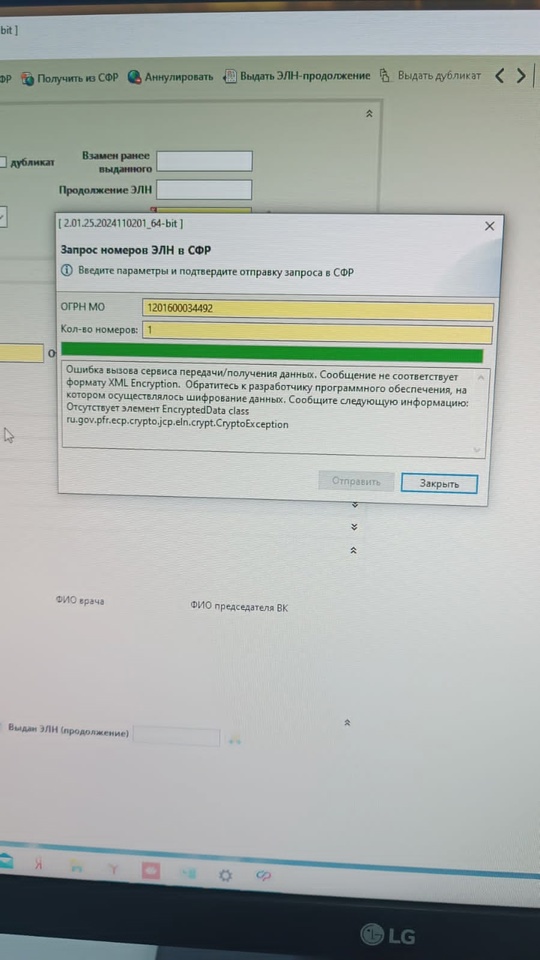 bit ]
ФР Получить из СФР Аннулировать Выдать ЭЛН-продолжение Выдать дубликат
дубликат Взамен ранее
выданного
Продолжение ЭЛН
[ 2.01.25.2024110201_64-bit ]
Запрос номеров ЭЛН в СФР
Введите параметры и подтвердите отправку запроса в СФР
ОГРН МО 1201600034492
Кол-во номеров: 1
Ошибка вызова сервиса передачи/получения данных. Сообщение не соответствует
формату XML Encryption. Обратитесь к разработчику программного обеспечения, на
котором осуществлялось шифрование данных. Сообщите следующую информацию:
Отсутствует элемент EncryptedData class
ru.gov.pfr.ecp.crypto.jcp.eln.crypt.CryptoException
Отправить Закрыть
ФИО врача ФИО председателя ВК
Выдан ЭЛН (продолжение)
LG